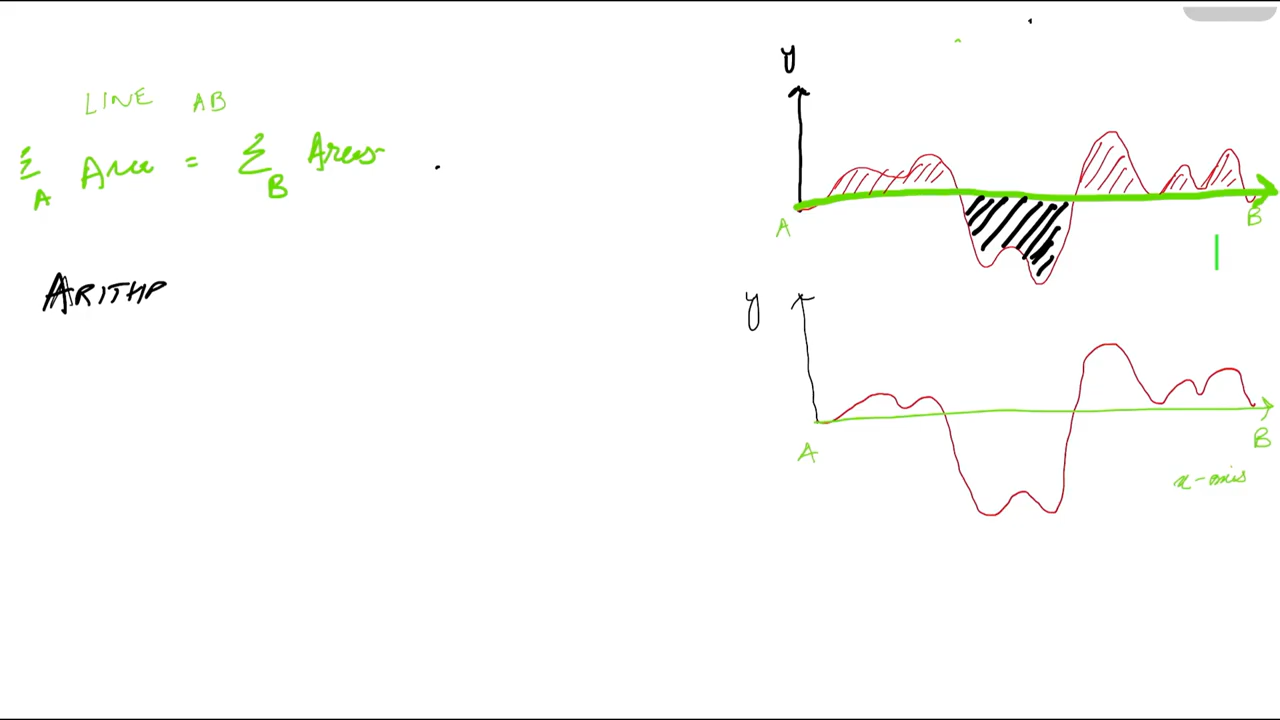 LINE AB
Σ Area = Σ Areas
A B
ARITHP
y
A
B
y
A
B
x-axis